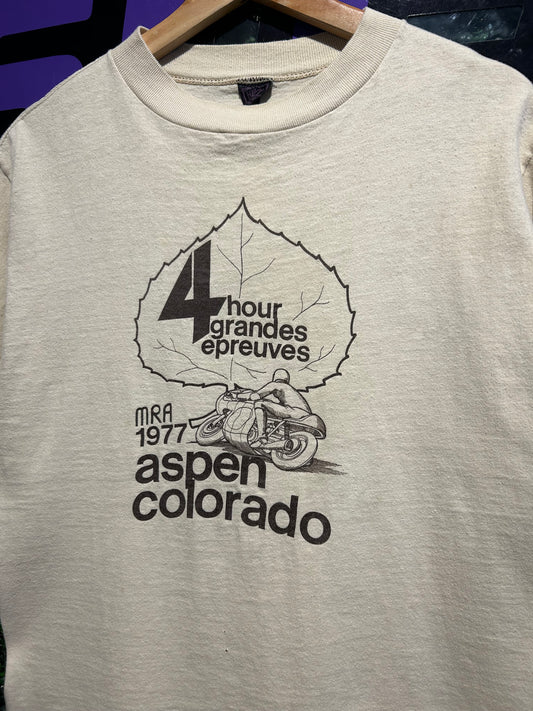 4 hour
grandes
epreuves
MRA
1977
aspen
colorado